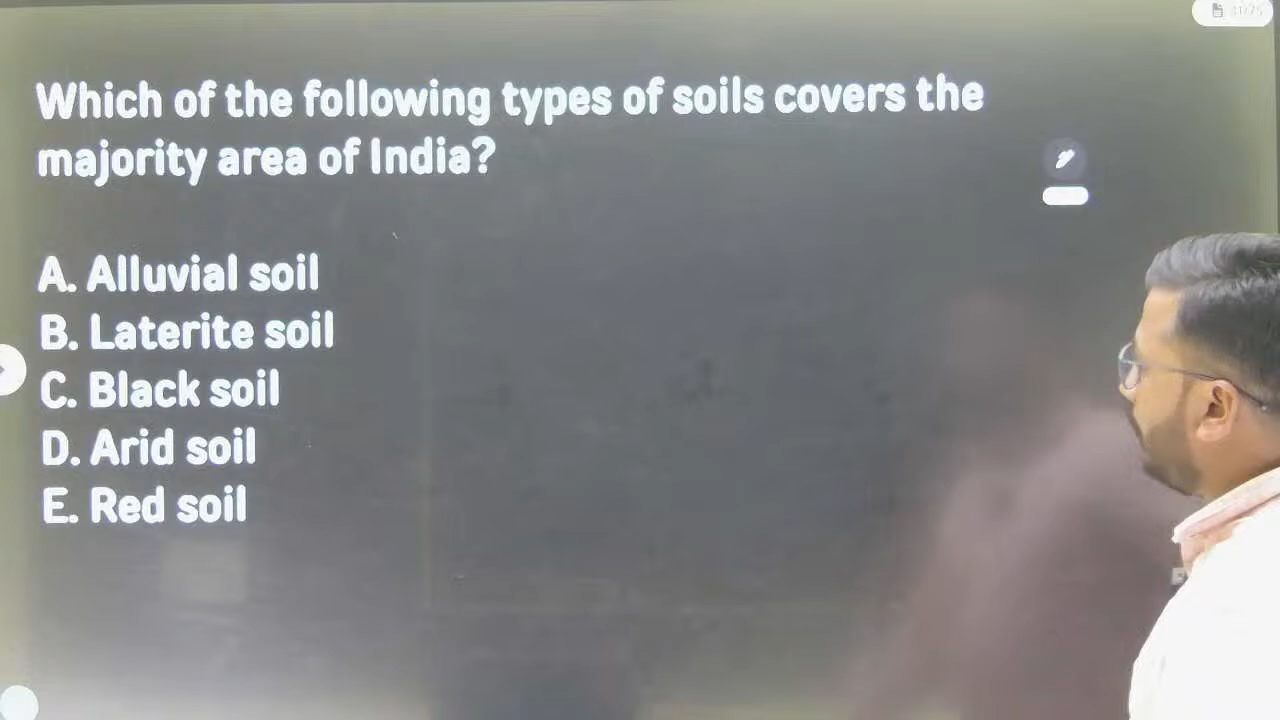 Which of the following types of soils covers the
majority area of India?
A. Alluvial soil
B. Laterite soil
C. Black soil
D. Arid soil
E. Red soil